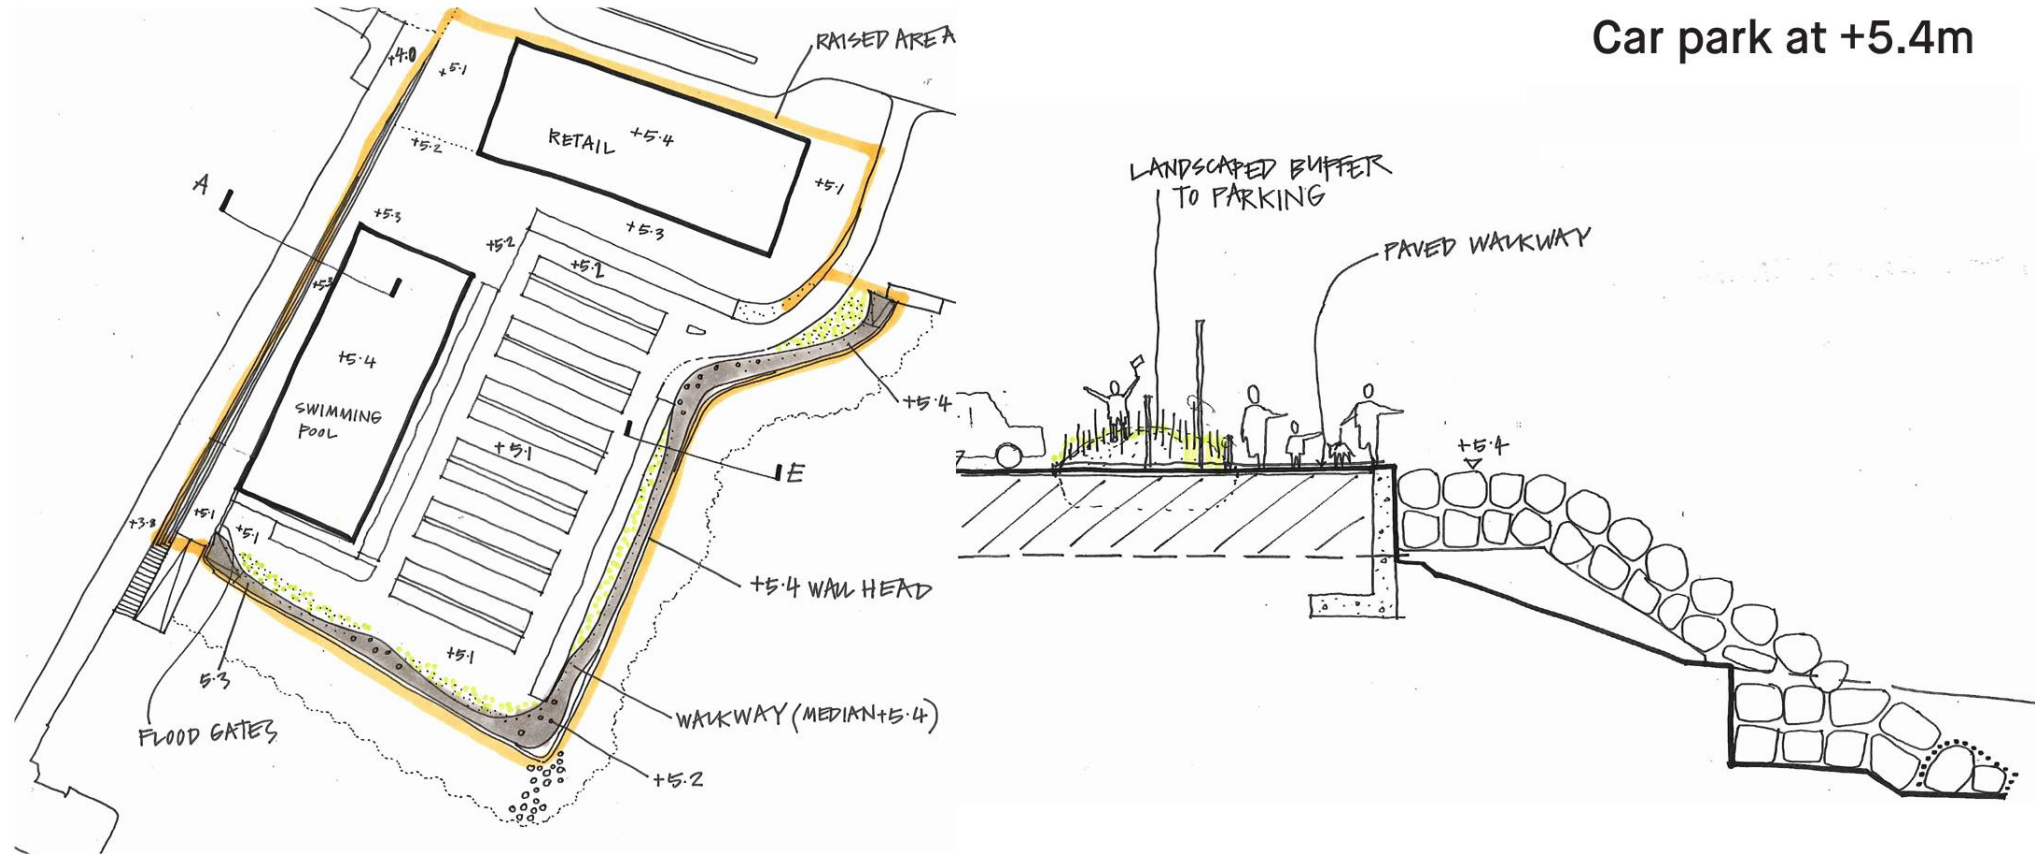 Car park at +5.4m
RAISED AREA
+4.0
+5.1
RETAIL +5.4
+5.2
+5.1
A
+5.3
+5.3
+5.2
+5.2
+5.3
+5.4
SWIMMING
POOL
+5.1
+5.4
E
+3.8
+5.1
+5.1
+5.4 WALL HEAD
+5.1
5.3
WALKWAY (MEDIAN +5.4)
FLOOD GATES
+5.2
LANDSCAPED BUFFER
TO PARKING
PAVED WALKWAY
+5.4